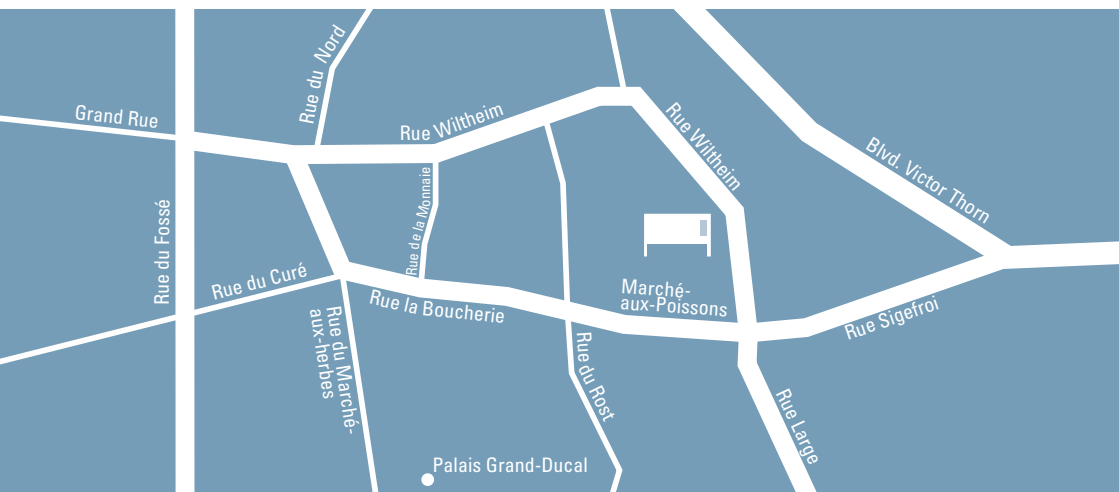 Rue du Nord
Grand Rue
Rue Wiltheim
Rue Wiltheim
Blvd. Victor Thorn
Rue de la Monnaie
Rue du Fossé
Rue du Curé
Marché-
aux-Poissons
Rue la Boucherie
Rue Sigefroi
Rue du Marché-
aux-herbes
Rue du Rost
Rue Large
Palais Grand-Ducal